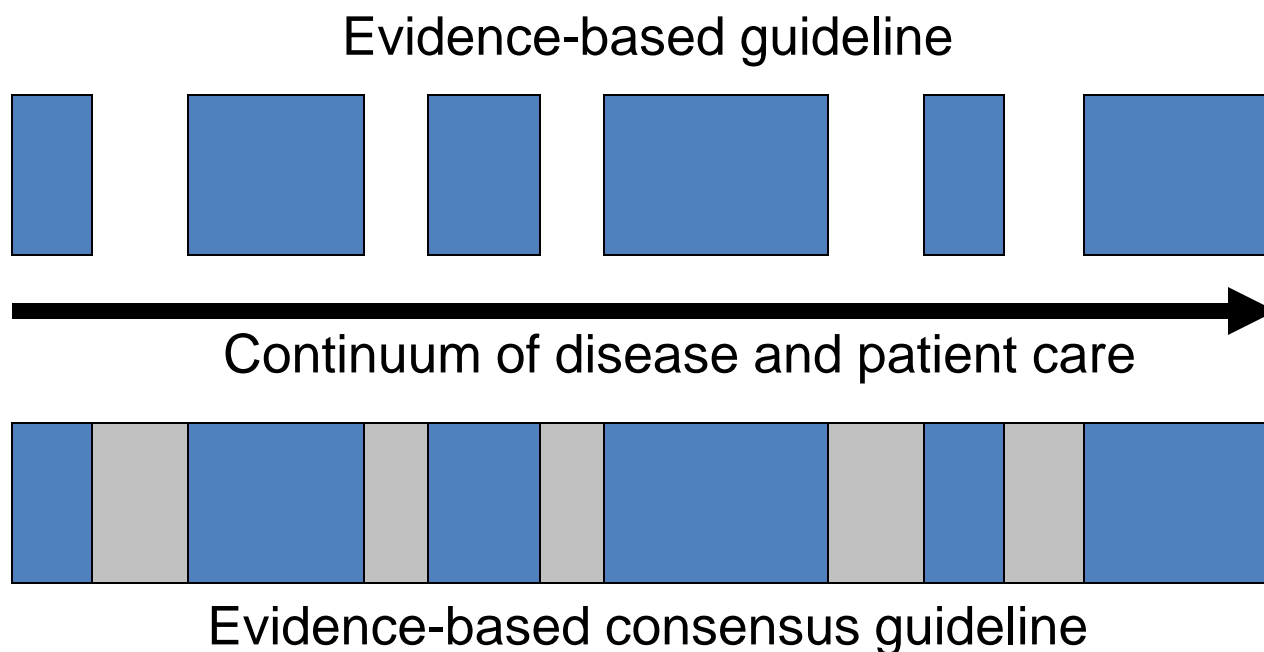 Evidence-based guideline
Continuum of disease and patient care
Evidence-based consensus guideline